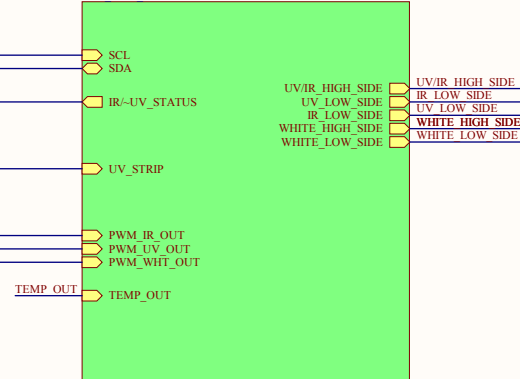 SCL
SDA
IR/~UV_STATUS
UV_STRIP
PWM_IR_OUT
PWM_UV_OUT
PWM_WHT_OUT
TEMP_OUT
TEMP_OUT
UV/IR_HIGH_SIDE
UV_LOW_SIDE
IR_LOW_SIDE
WHITE_HIGH_SIDE
WHITE_LOW_SIDE
UV/IR_HIGH_SIDE
IR_LOW_SIDE
UV_LOW_SIDE
WHITE_HIGH_SIDE
WHITE_LOW_SIDE